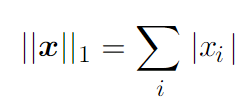 ||x||₁ = ∑ᵢ |xᵢ|